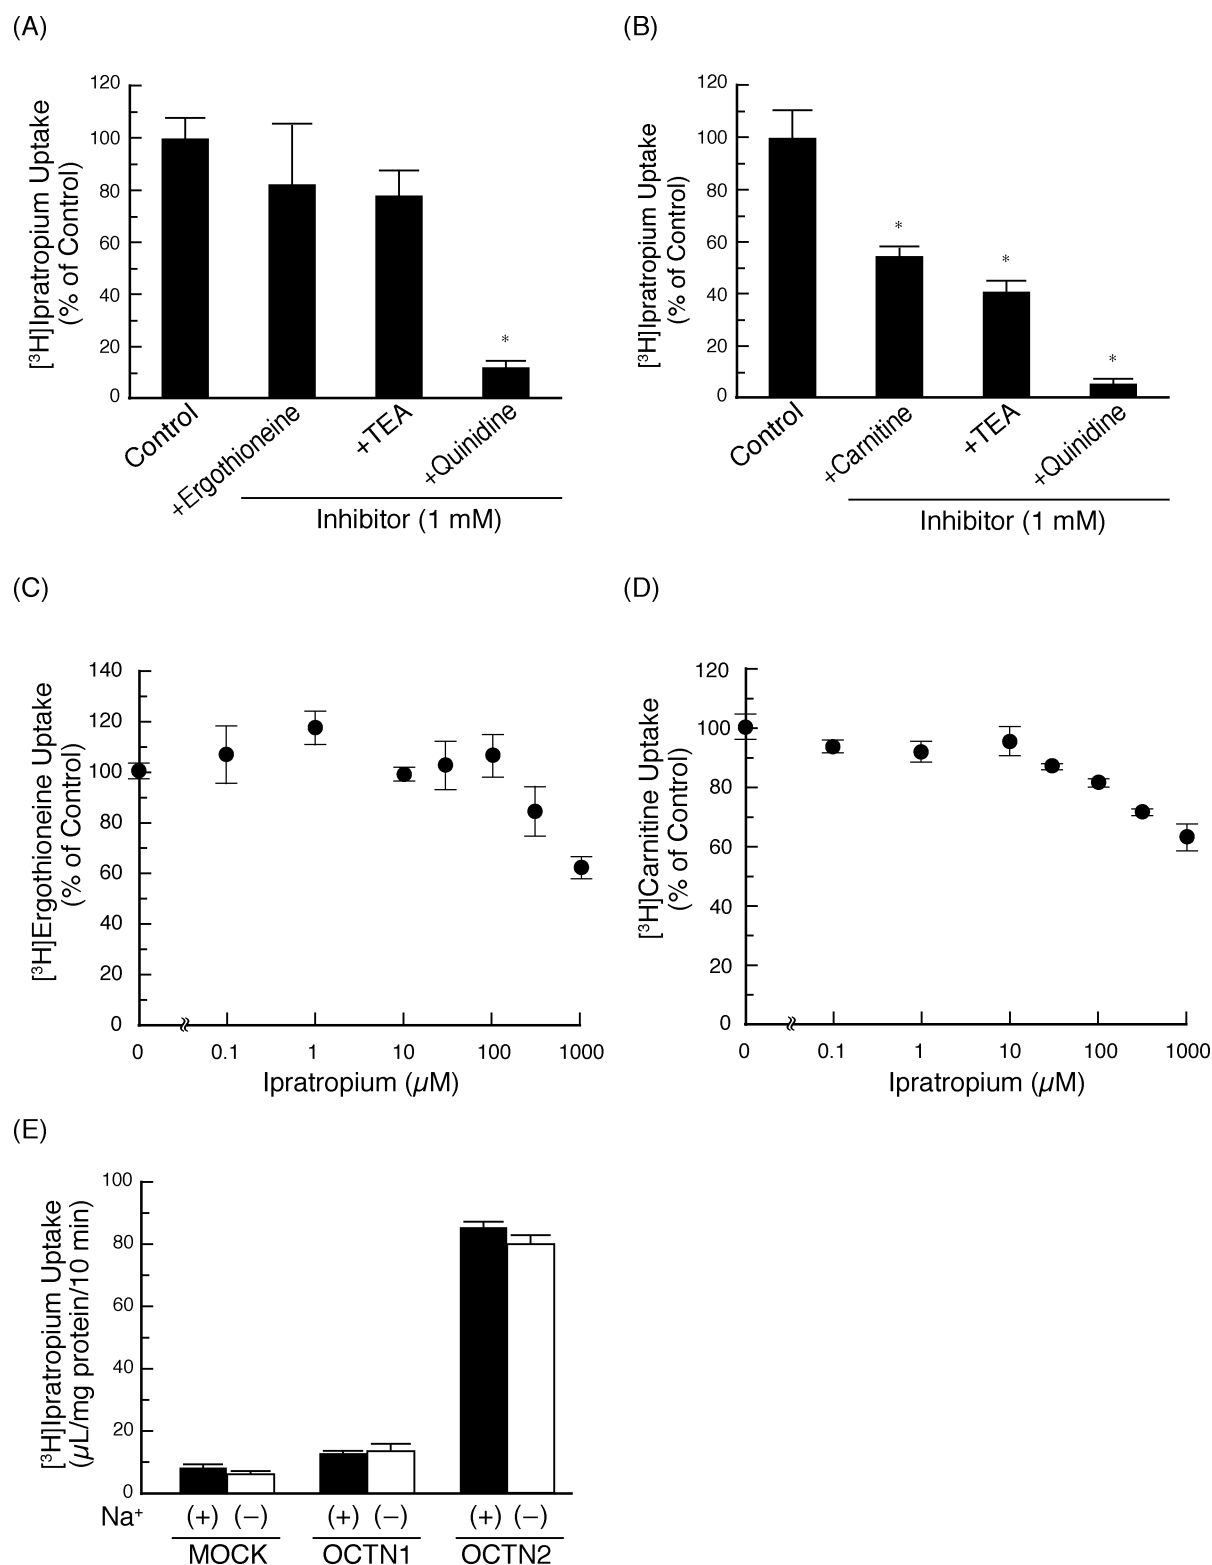 (A)
[³H]Ipratropium Uptake
(% of Control)
120
100
80
60
40
20
0
*
Control
+Ergothioneine
+TEA
+Quinidine
Inhibitor (1 mM)
(B)
[³H]Ipratropium Uptake
(% of Control)
120
100
80
60
40
20
0
*
*
*
Control
+Carnitine
+TEA
+Quinidine
Inhibitor (1 mM)
(C)
[³H]Ergothioneine Uptake
(% of Control)
140
120
100
80
60
40
20
0
0 0.1 1 10 100 1000
Ipratropium (µM)
(D)
[³H]Carnitine Uptake
(% of Control)
120
100
80
60
40
20
0
0 0.1 1 10 100 1000
Ipratropium (µM)
(E)
[³H]Ipratropium Uptake
(µL/mg protein/10 min)
100
80
60
40
20
0
Na⁺ (+) (−) (+) (−) (+) (−)
MOCK OCTN1 OCTN2